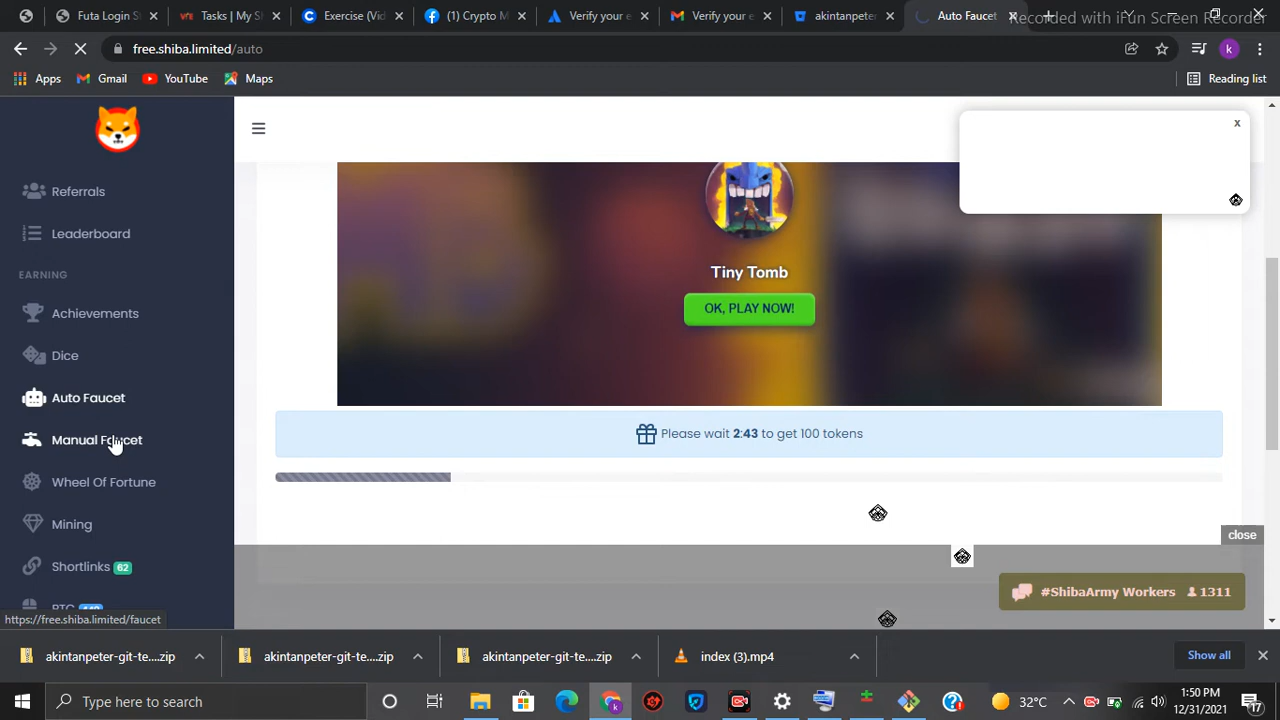 Futa Login S
Tasks | My S
Exercise (Vid
(1) Crypto M
Verify your e
Verify your e
akintanpeter
Auto Faucet
Recorded with iFun Screen Recorder
free.shiba.limited/auto
Apps
Gmail
YouTube
Maps
Reading list
Referrals
Leaderboard
EARNING
Achievements
Dice
Auto Faucet
Manual Faucet
Wheel Of Fortune
Mining
Shortlinks 62
PTC
https://free.shiba.limited/faucet
x
Tiny Tomb
OK, PLAY NOW!
Please wait 2:43 to get 100 tokens
close
#ShibaArmy Workers 1311
akintanpeter-git-te....zip
akintanpeter-git-te....zip
akintanpeter-git-te....zip
index (3).mp4
Show all
Type here to search
32°C
1:50 PM
12/31/2021
17